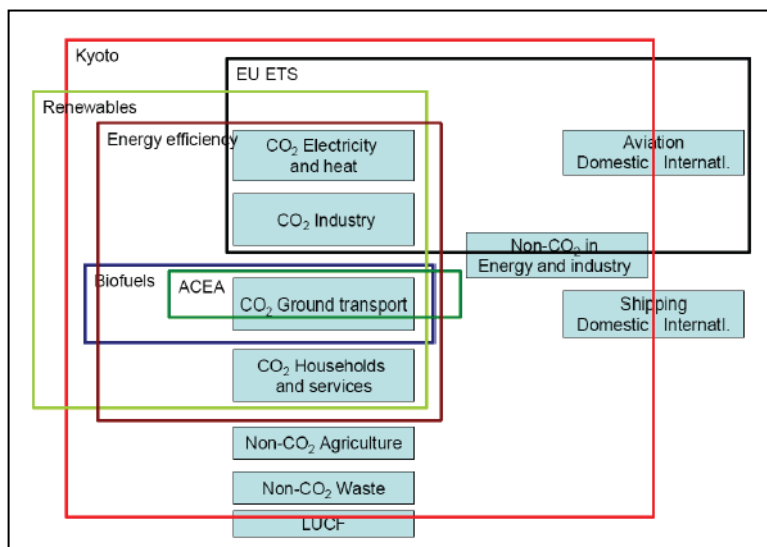 Kyoto
EU ETS
Renewables
Energy efficiency
CO₂ Electricity
and heat
Aviation
Domestic Internatl.
CO₂ Industry
Non-CO₂ in
Energy and industry
Biofuels
ACEA
CO₂ Ground transport
Shipping
Domestic Internatl.
CO₂ Households
and services
Non-CO₂ Agriculture
Non-CO₂ Waste
LUCF